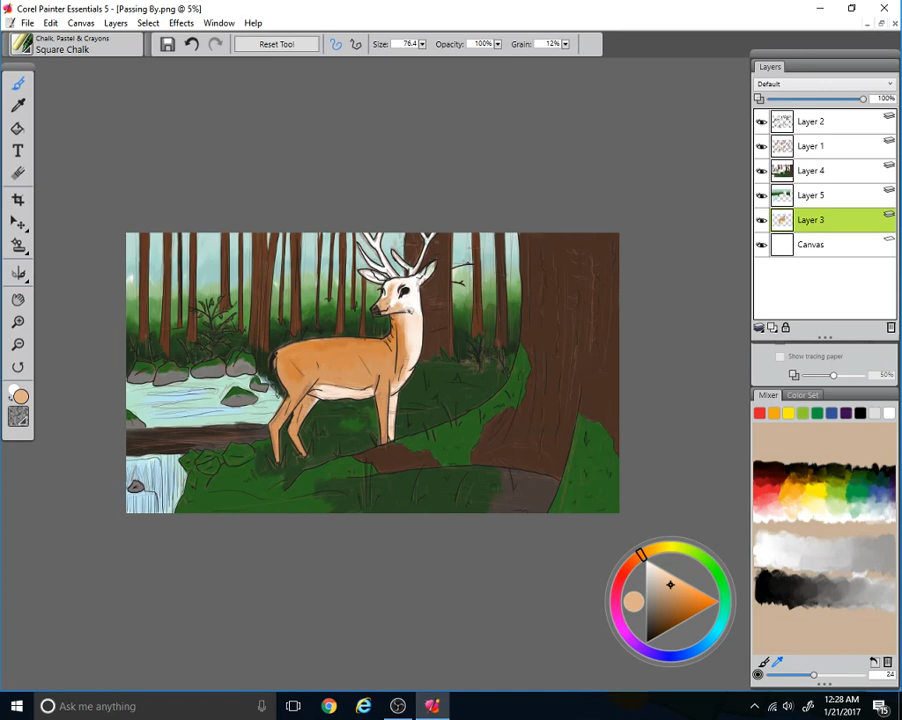 Corel Painter Essentials 5 - [Passing By.png @ 5%]
File Edit Canvas Layers Select Effects Window Help
Chalk, Pastel & Crayons
Square Chalk
Reset Tool
Size: 76.4
Opacity: 100%
Grain: 12%
T
Layers
Default
100%
Layer 2
Layer 1
Layer 4
Layer 5
Layer 3
Canvas
Show tracing paper
50%
Mixer Color Set
24
Ask me anything
12:28 AM
1/21/2017
15